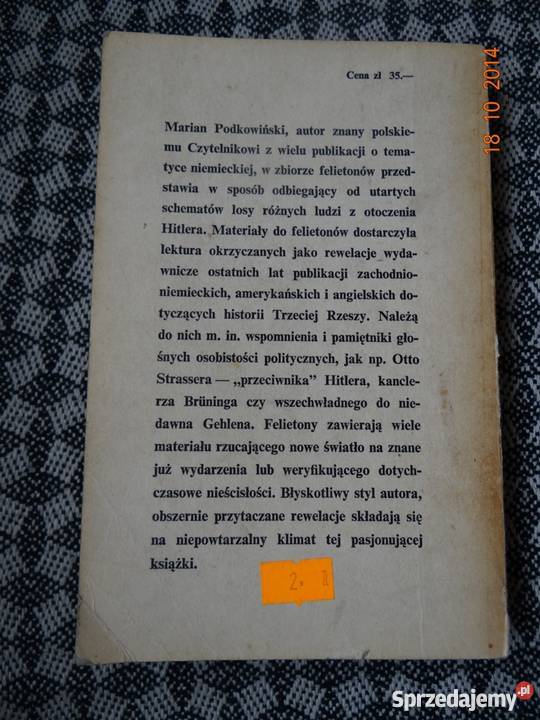 Cena zł 35.—
Marian Podkowiński, autor znany polskie-
mu Czytelnikowi z wielu publikacji o tema-
tyce niemieckiej, w zbiorze felietonów przed-
stawia w sposób odbiegający od utartych
schematów losy różnych ludzi z otoczenia
Hitlera. Materiały do felietonów dostarczyła
lektura okrzyczanych jako rewelacje wyda-
wnicze ostatnich lat publikacji zachodnio-
niemieckich, amerykańskich i angielskich do-
tyczących historii Trzeciej Rzeszy. Należą
do nich m. in. wspomnienia i pamiętniki gło-
śnych osobistości politycznych, jak np. Otto
Strassera — „przeciwnika” Hitlera, kancle-
rza Brüninga czy wszechwładnego do nie-
dawna Gehlena. Felietony zawierają wiele
materiału rzucającego nowe światło na znane
już wydarzenia lub weryfikującego dotych-
czasowe nieścisłości. Błyskotliwy styl autora,
obszernie przytaczane rewelacje składają się
na niepowtarzalny klimat tej pasjonującej
książki.
2.
18 10 2014
Sprzedajemy.pl